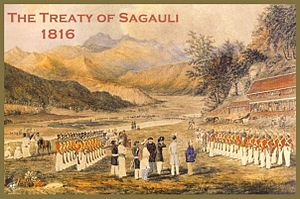 THE TREATY OF SAGAULI
1816